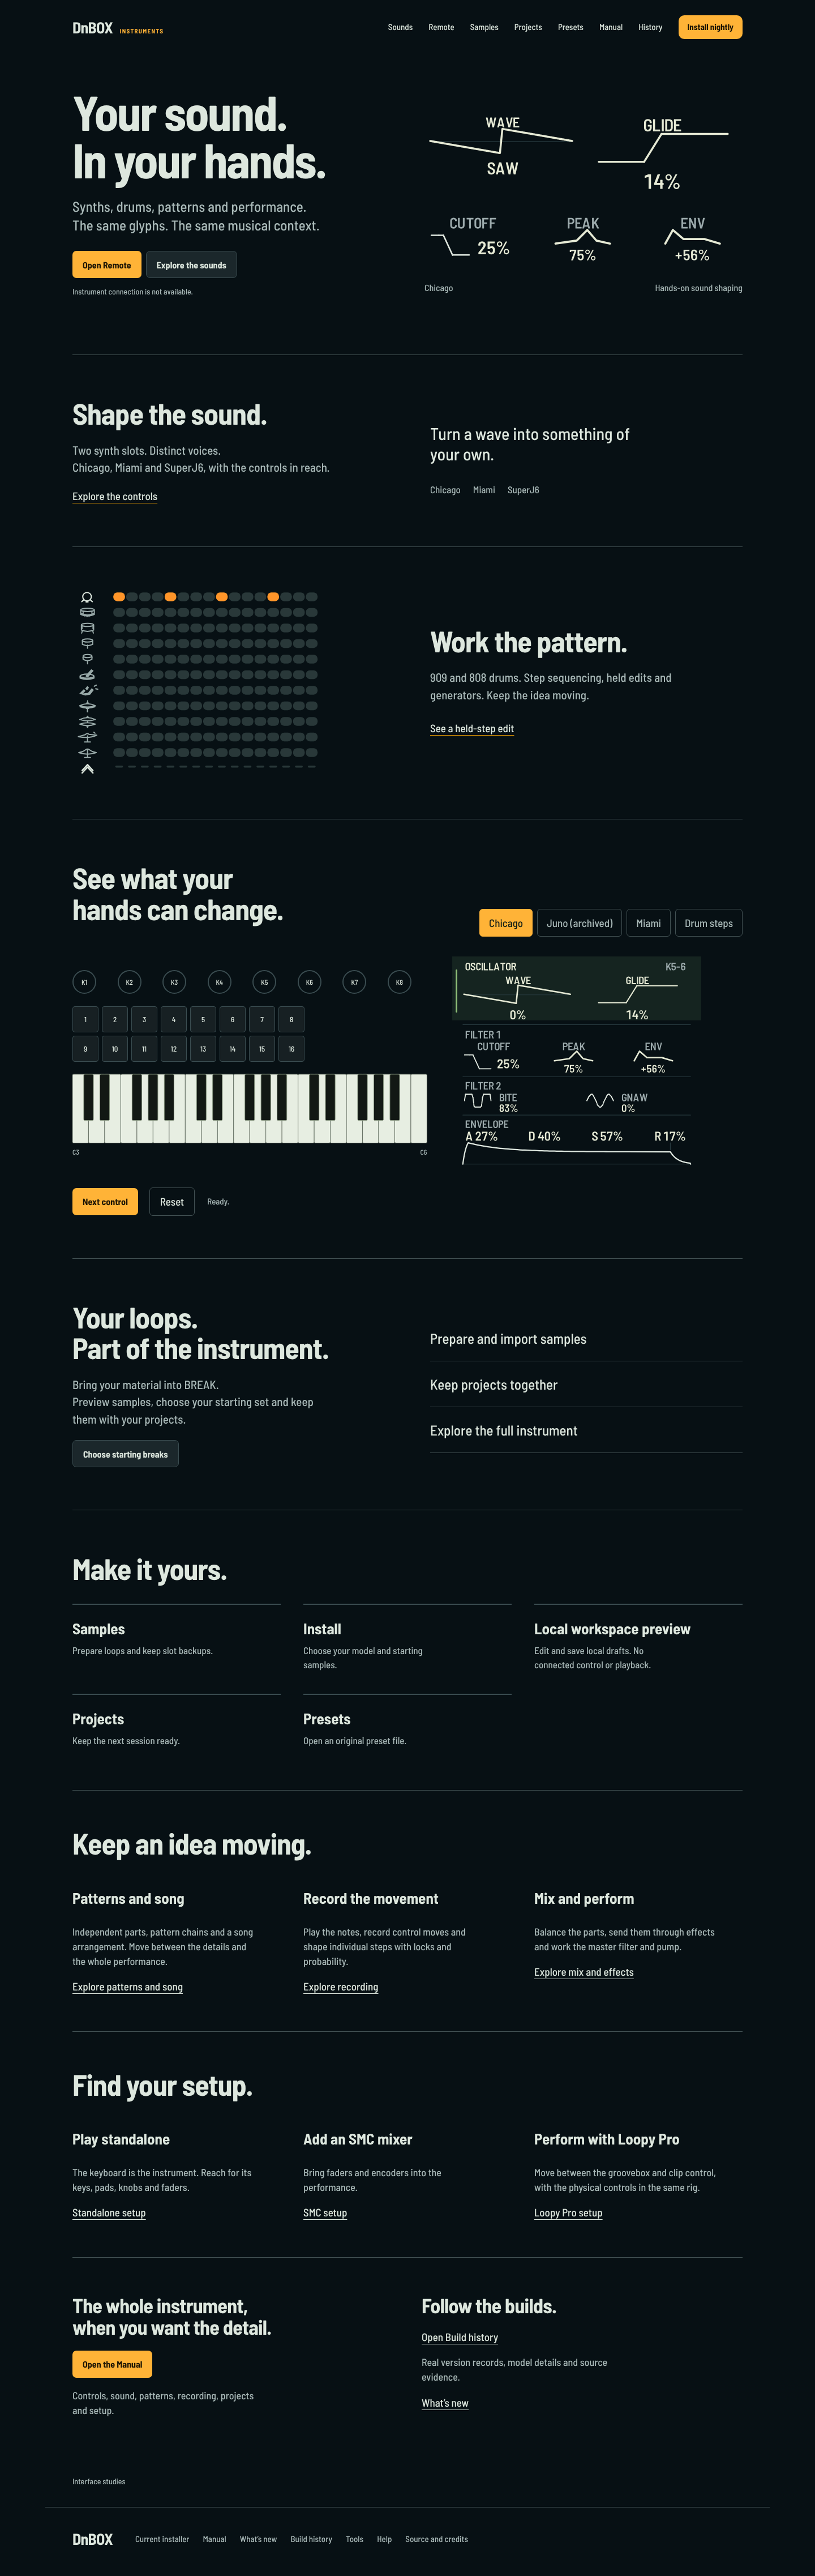 DnBOX INSTRUMENTS
Sounds Remote Samples Projects Presets Manual History Install nightly
Your sound.
In your hands.
Synths, drums, patterns and performance.
The same glyphs. The same musical context.
Open Remote Explore the sounds
Instrument connection is not available.
WAVE
SAW
GLIDE
14%
CUTOFF
25%
PEAK
75%
ENV
+56%
Chicago Hands-on sound shaping
Shape the sound.
Two synth slots. Distinct voices.
Chicago, Miami and SuperJ6, with the controls in reach.
Explore the controls
Turn a wave into something of
your own.
Chicago Miami SuperJ6
Work the pattern.
909 and 808 drums. Step sequencing, held edits and
generators. Keep the idea moving.
See a held-step edit
See what your
hands can change.
Chicago Juno (archived) Miami Drum steps
K1 K2 K3 K4 K5 K6 K7 K8
1 2 3 4 5 6 7 8
9 10 11 12 13 14 15 16
C3 C6
OSCILLATOR K5-6
WAVE GLIDE
0% 14%
FILTER 1
CUTOFF PEAK ENV
25% 75% +56%
FILTER 2
BITE GNAW
83% 0%
ENVELOPE
A 27% D 40% S 57% R 17%
Next control Reset Ready.
Your loops.
Part of the instrument.
Bring your material into BREAK.
Preview samples, choose your starting set and keep
them with your projects.
Choose starting breaks
Prepare and import samples
Keep projects together
Explore the full instrument
Make it yours.
Samples
Prepare loops and keep slot backups.
Install
Choose your model and starting
samples.
Local workspace preview
Edit and save local drafts. No
connected control or playback.
Projects
Keep the next session ready.
Presets
Open an original preset file.
Keep an idea moving.
Patterns and song
Independent parts, pattern chains and a song
arrangement. Move between the details and
the whole performance.
Explore patterns and song
Record the movement
Play the notes, record control moves and
shape individual steps with locks and
probability.
Explore recording
Mix and perform
Balance the parts, send them through effects
and work the master filter and pump.
Explore mix and effects
Find your setup.
Play standalone
The keyboard is the instrument. Reach for its
keys, pads, knobs and faders.
Standalone setup
Add an SMC mixer
Bring faders and encoders into the
performance.
SMC setup
Perform with Loopy Pro
Move between the groovebox and clip control,
with the physical controls in the same rig.
Loopy Pro setup
The whole instrument,
when you want the detail.
Open the Manual
Controls, sound, patterns, recording, projects
and setup.
Follow the builds.
Open Build history
Real version records, model details and source
evidence.
What's new
Interface studies
DnBOX Current installer Manual What's new Build history Tools Help Source and credits